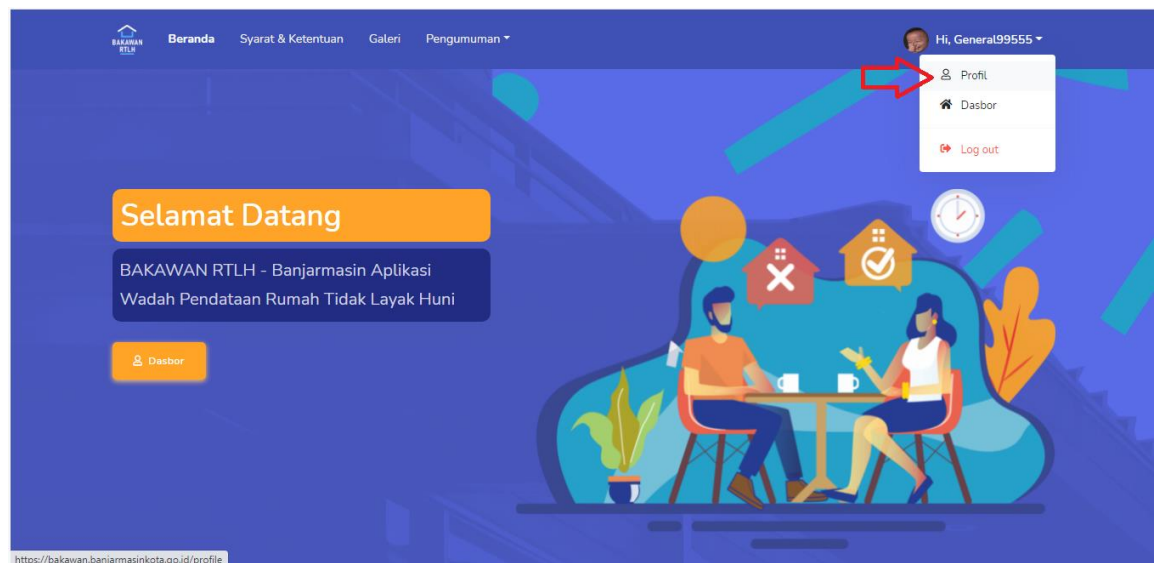 BAKAWAN
RTLH
Beranda
Syarat & Ketentuan
Galeri
Pengumuman
Hi, General99555
Profil
Dasbor
Log out
Selamat Datang
BAKAWAN RTLH - Banjarmasin Aplikasi
Wadah Pendataan Rumah Tidak Layak Huni
Dasbor
https://bakawan.banjarmasinkota.go.id/profile